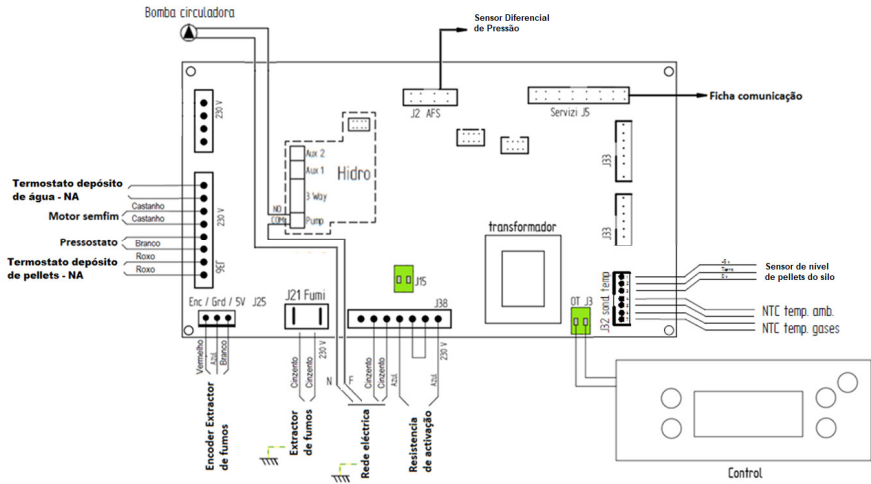 Bomba circuladora
Sensor Diferencial
de Pressão
Ficha comunicação
J2 AFS
Servizi J5
230 V
Aux 2
Aux 1
Hidro
3 Way
NO
COM
Pump
J33
J33
Termostato depósito
de água - NA
Castanho
Motor semfim
Castanho
230 V
Pressostato
Branco
Roxo
Termostato depósito
de pellets - NA
Roxo
J36
transformador
Sensor de nível
de pellets do silo
J32 sond. temp
NTC temp. amb.
NTC temp. gases
J15
OT J3
Enc / Grd / 5V
J25
J21 Fumi
J38
Vermelho
Azul
Branco
Cinzento
Cinzento
230 V
N
F
Cinzento
Cinzento
Azul
Azul
230 V
Encoder Extractor
de fumos
Extractor
de fumos
Rede eléctrica
Resistencia
de activação
Control